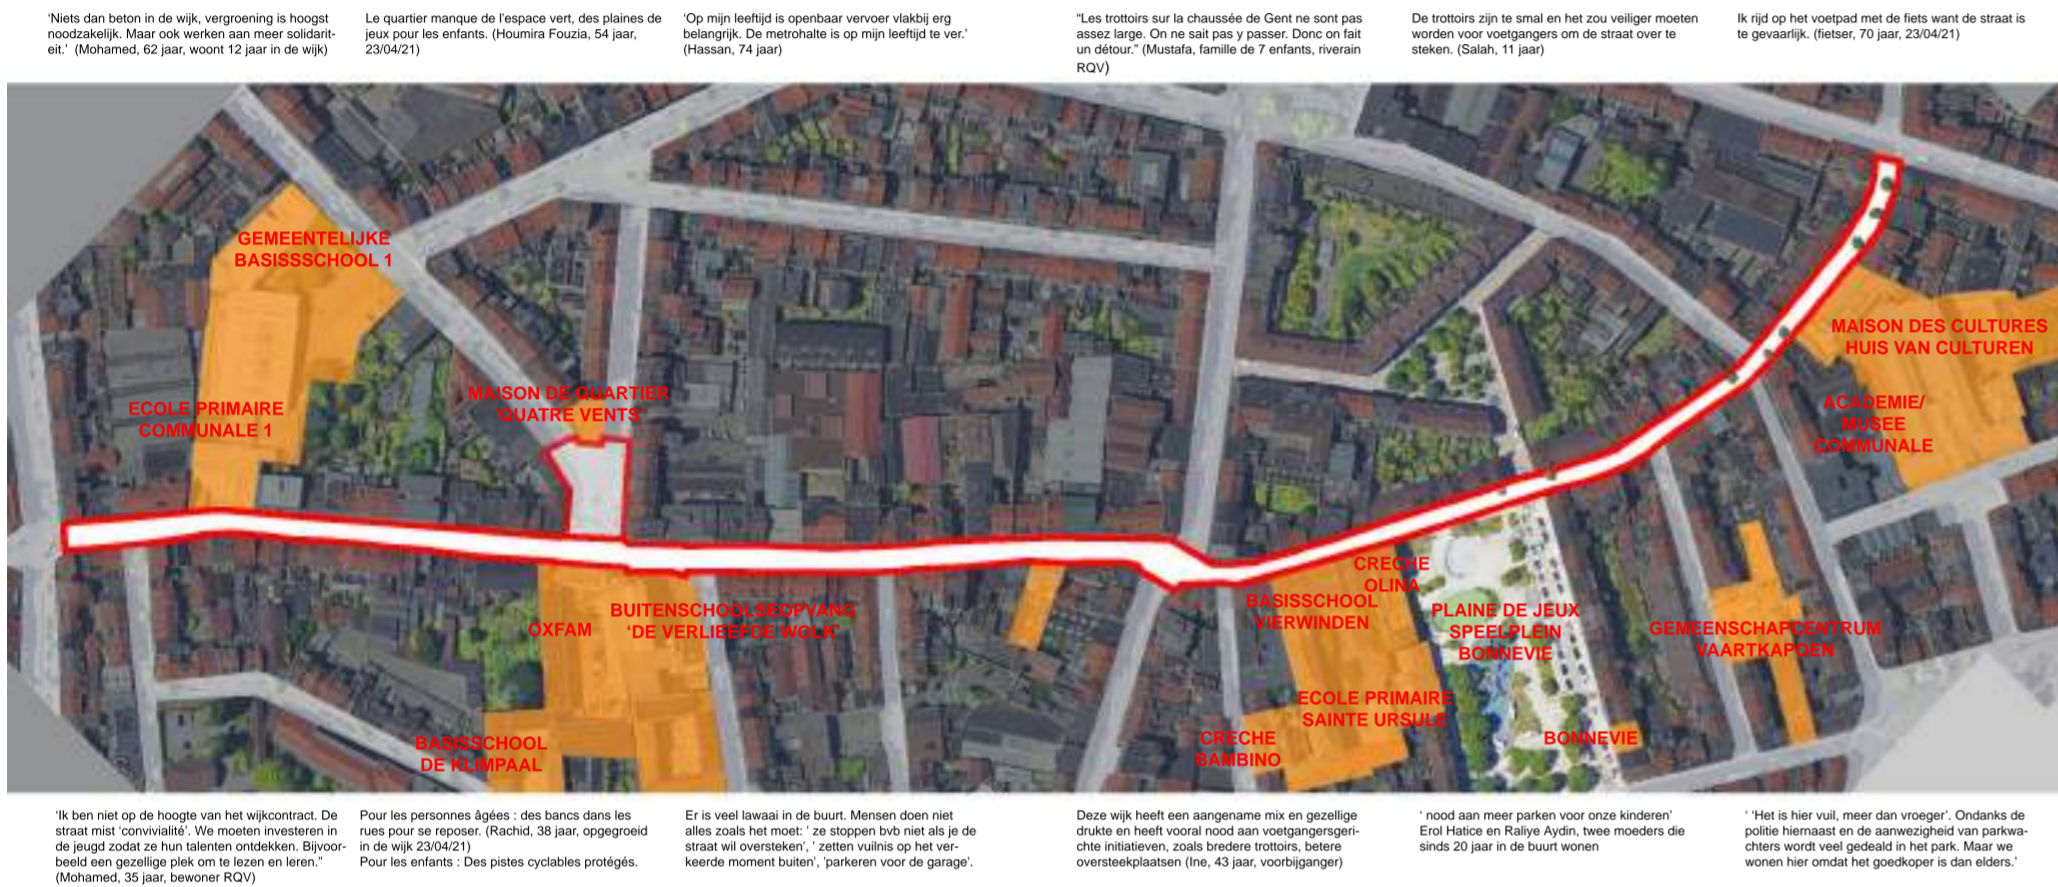 ‘Niets dan beton in de wijk, vergroening is hoogst
noodzakelijk. Maar ook werken aan meer solidarit-
eit.’ (Mohamed, 62 jaar, woont 12 jaar in de wijk)
Le quartier manque de l'espace vert, des plaines de
jeux pour les enfants. (Houmira Fouzia, 54 jaar,
23/04/21)
‘Op mijn leeftijd is openbaar vervoer vlakbij erg
belangrijk. De metrohalte is op mijn leeftijd te ver.’
(Hassan, 74 jaar)
“Les trottoirs sur la chaussée de Gent ne sont pas
assez large. On ne sait pas y passer. Donc on fait
un détour.” (Mustafa, famille de 7 enfants, riverain
RQV)
De trottoirs zijn te smal en het zou veiliger moeten
worden voor voetgangers om de straat over te
steken. (Salah, 11 jaar)
Ik rijd op het voetpad met de fiets want de straat is
te gevaarlijk. (fietser, 70 jaar, 23/04/21)
GEMEENTELIJKE
BASISSSCHOOL 1
ECOLE PRIMAIRE
COMMUNALE 1
MAISON DE QUARTIER
‘QUATRE VENTS’
MAISON DES CULTURES
HUIS VAN CULTUREN
ACADEMIE/
MUSEE
COMMUNALE
OXFAM
BUITENSCHOOLSEOPVANG
‘DE VERLIEEFDE WOLK’
BASISSCHOOL
DE KLIMPAAL
CRECHE
OLINA
BASISSCHOOL
VIERWINDEN
PLAINE DE JEUX
SPEELPLEIN
BONNEVIE
GEMEENSCHAPCENTRUM
VAARTKAPOEN
ECOLE PRIMAIRE
SAINTE URSULE
CRECHE
BAMBINO
BONNEVIE
‘Ik ben niet op de hoogte van het wijkcontract. De
straat mist ‘convivialité’. We moeten investeren in
de jeugd zodat ze hun talenten ontdekken. Bijvoor-
beeld een gezellige plek om te lezen en leren.”
(Mohamed, 35 jaar, bewoner RQV)
Pour les personnes âgées : des bancs dans les
rues pour se reposer. (Rachid, 38 jaar, opgegroeid
in de wijk 23/04/21)
Pour les enfants : Des pistes cyclables protégés.
Er is veel lawaai in de buurt. Mensen doen niet
alles zoals het moet: ‘ ze stoppen bvb niet als je de
straat wil oversteken’, ‘ zetten vuilnis op het ver-
keerde moment buiten’, ‘parkeren voor de garage’.
Deze wijk heeft een aangename mix en gezellige
drukte en heeft vooral nood aan voetgangersgeri-
chte initiatieven, zoals bredere trottoirs, betere
oversteekplaatsen (Ine, 43 jaar, voorbijganger)
‘ nood aan meer parken voor onze kinderen’
Erol Hatice en Raliye Aydin, twee moeders die
sinds 20 jaar in de buurt wonen
‘ ‘Het is hier vuil, meer dan vroeger’. Ondanks de
politie hiernaast en de aanwezigheid van parkwa-
chters wordt veel gedeald in het park. Maar we
wonen hier omdat het goedkoper is dan elders.’